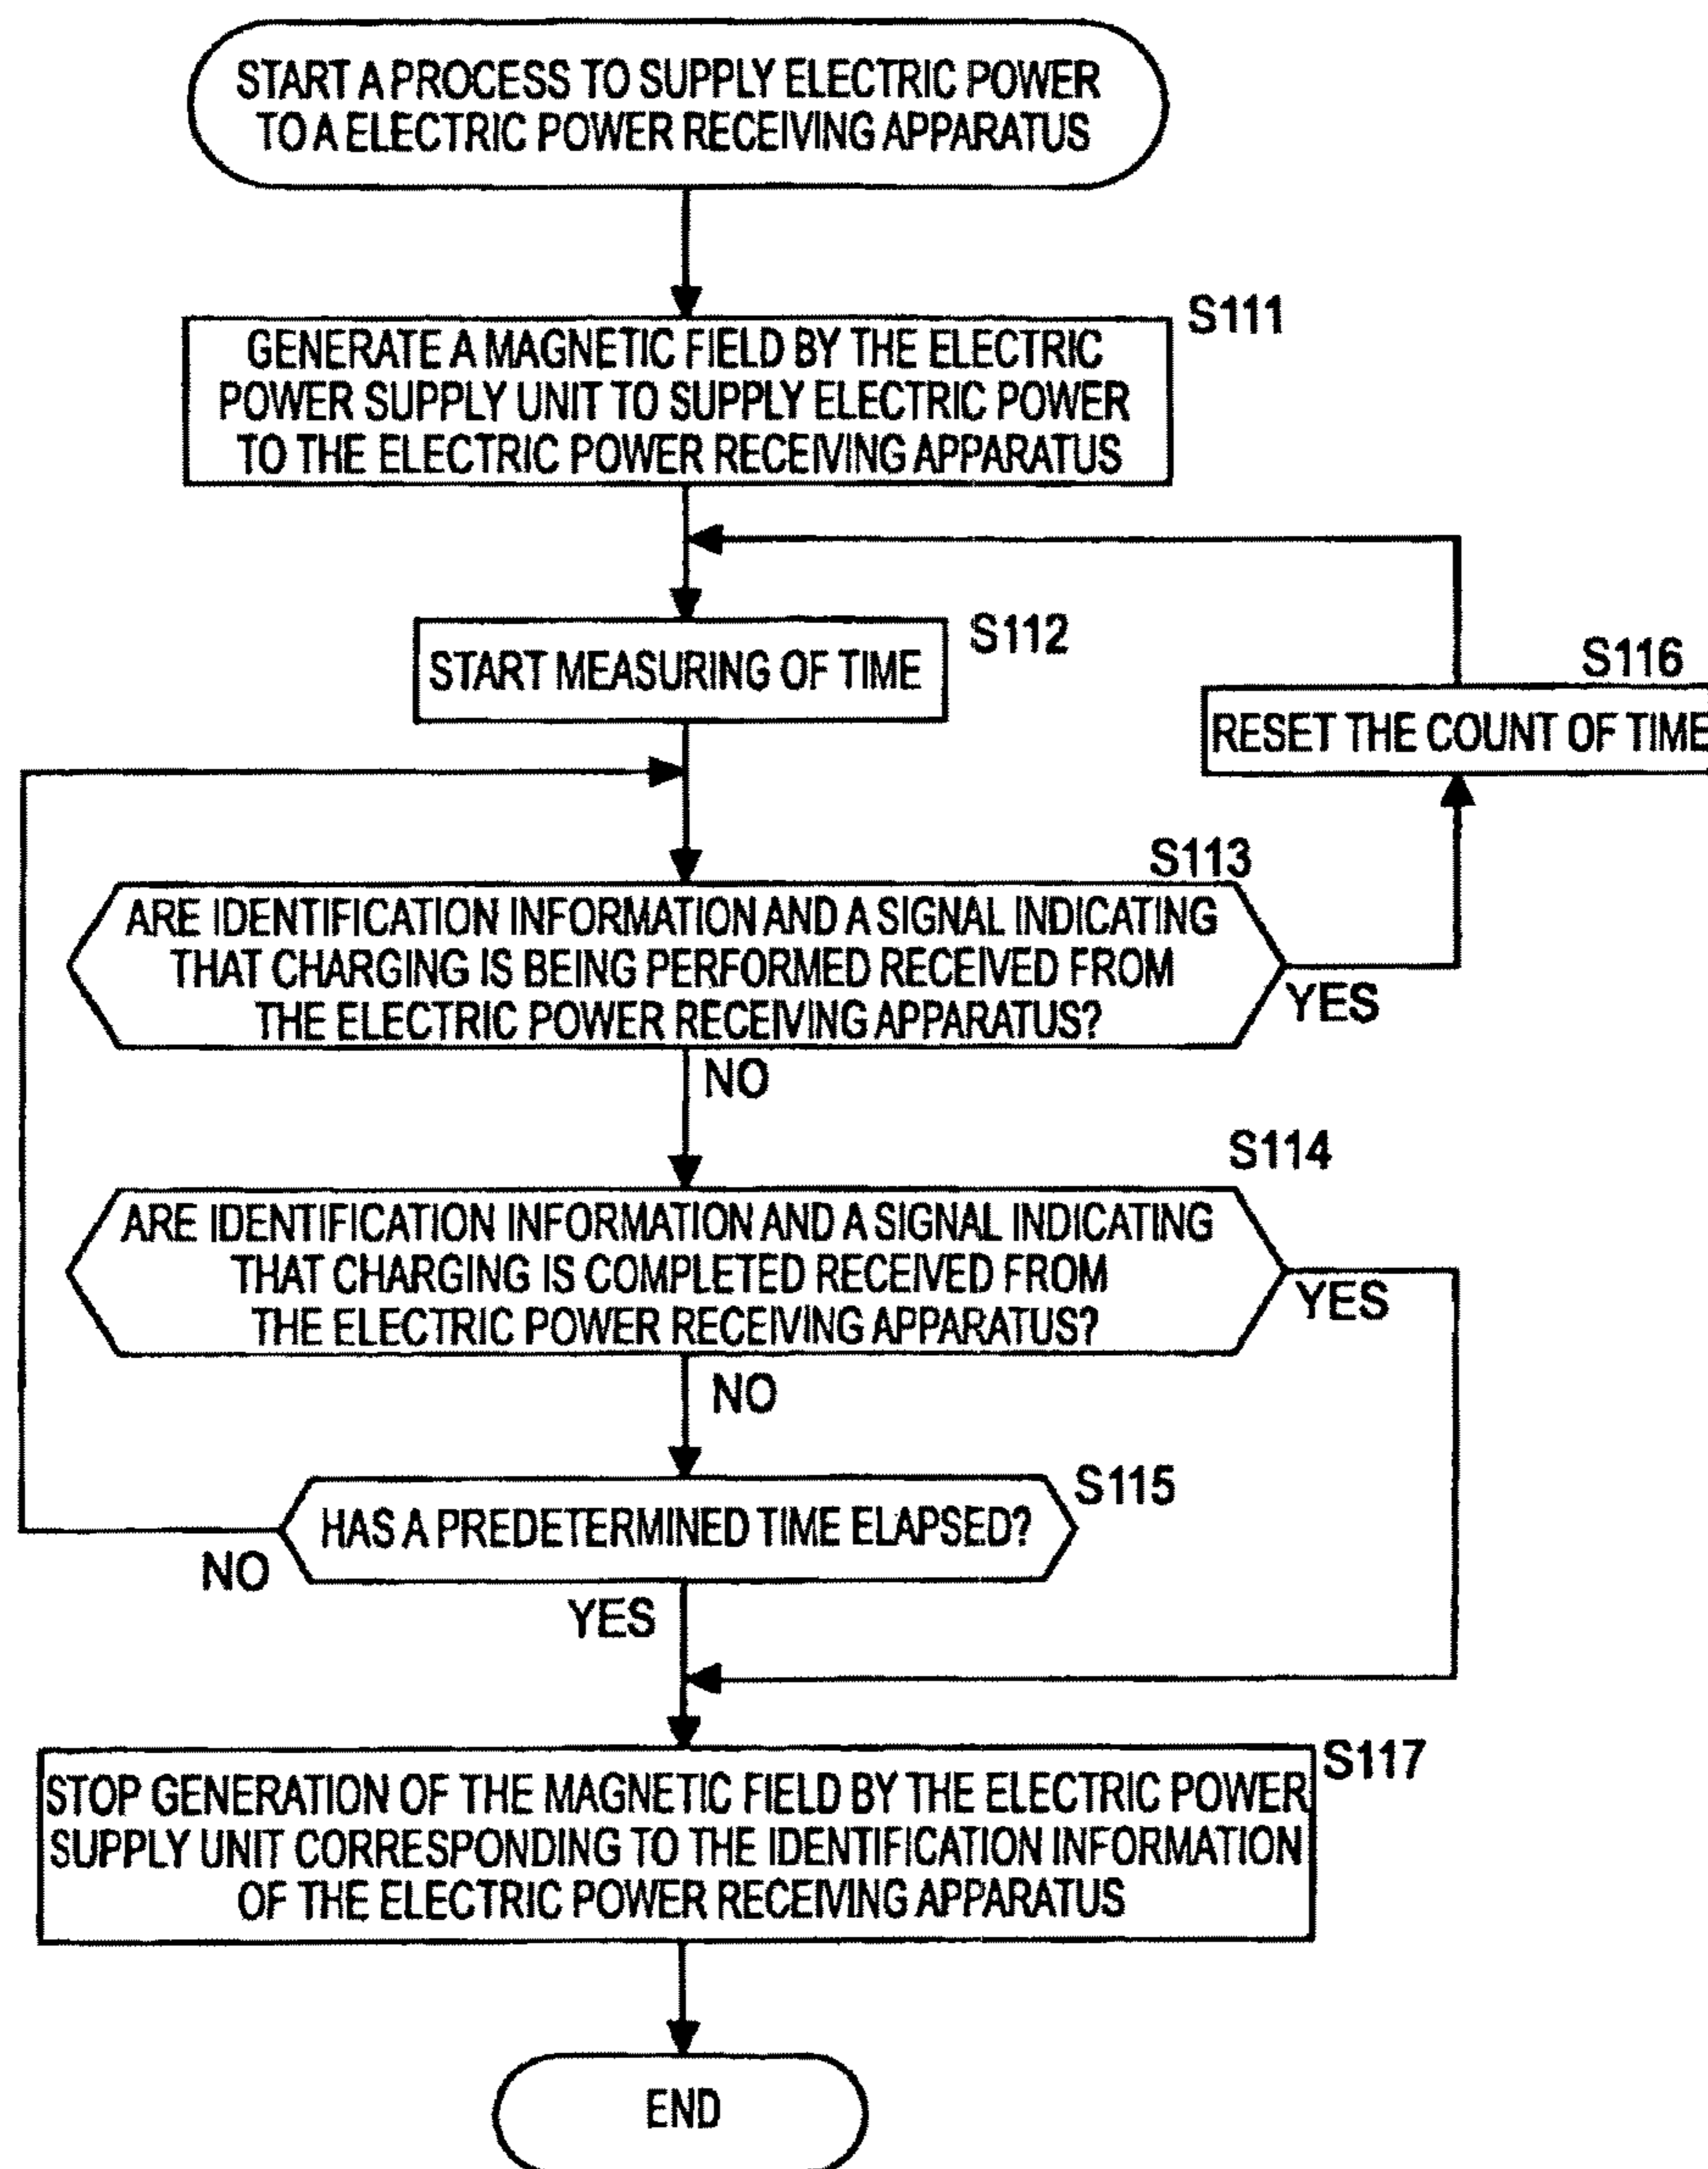 START A PROCESS TO SUPPLY ELECTRIC POWER
TO A ELECTRIC POWER RECEIVING APPARATUS
S111
GENERATE A MAGNETIC FIELD BY THE ELECTRIC
POWER SUPPLY UNIT TO SUPPLY ELECTRIC POWER
TO THE ELECTRIC POWER RECEIVING APPARATUS
S112
START MEASURING OF TIME
S116
RESET THE COUNT OF TIME
S113
ARE IDENTIFICATION INFORMATION AND A SIGNAL INDICATING
THAT CHARGING IS BEING PERFORMED RECEIVED FROM
THE ELECTRIC POWER RECEIVING APPARATUS?
YES
NO
S114
ARE IDENTIFICATION INFORMATION AND A SIGNAL INDICATING
THAT CHARGING IS COMPLETED RECEIVED FROM
THE ELECTRIC POWER RECEIVING APPARATUS?
YES
NO
S115
HAS A PREDETERMINED TIME ELAPSED?
NO
YES
S117
STOP GENERATION OF THE MAGNETIC FIELD BY THE ELECTRIC POWER
SUPPLY UNIT CORRESPONDING TO THE IDENTIFICATION INFORMATION
OF THE ELECTRIC POWER RECEIVING APPARATUS
END